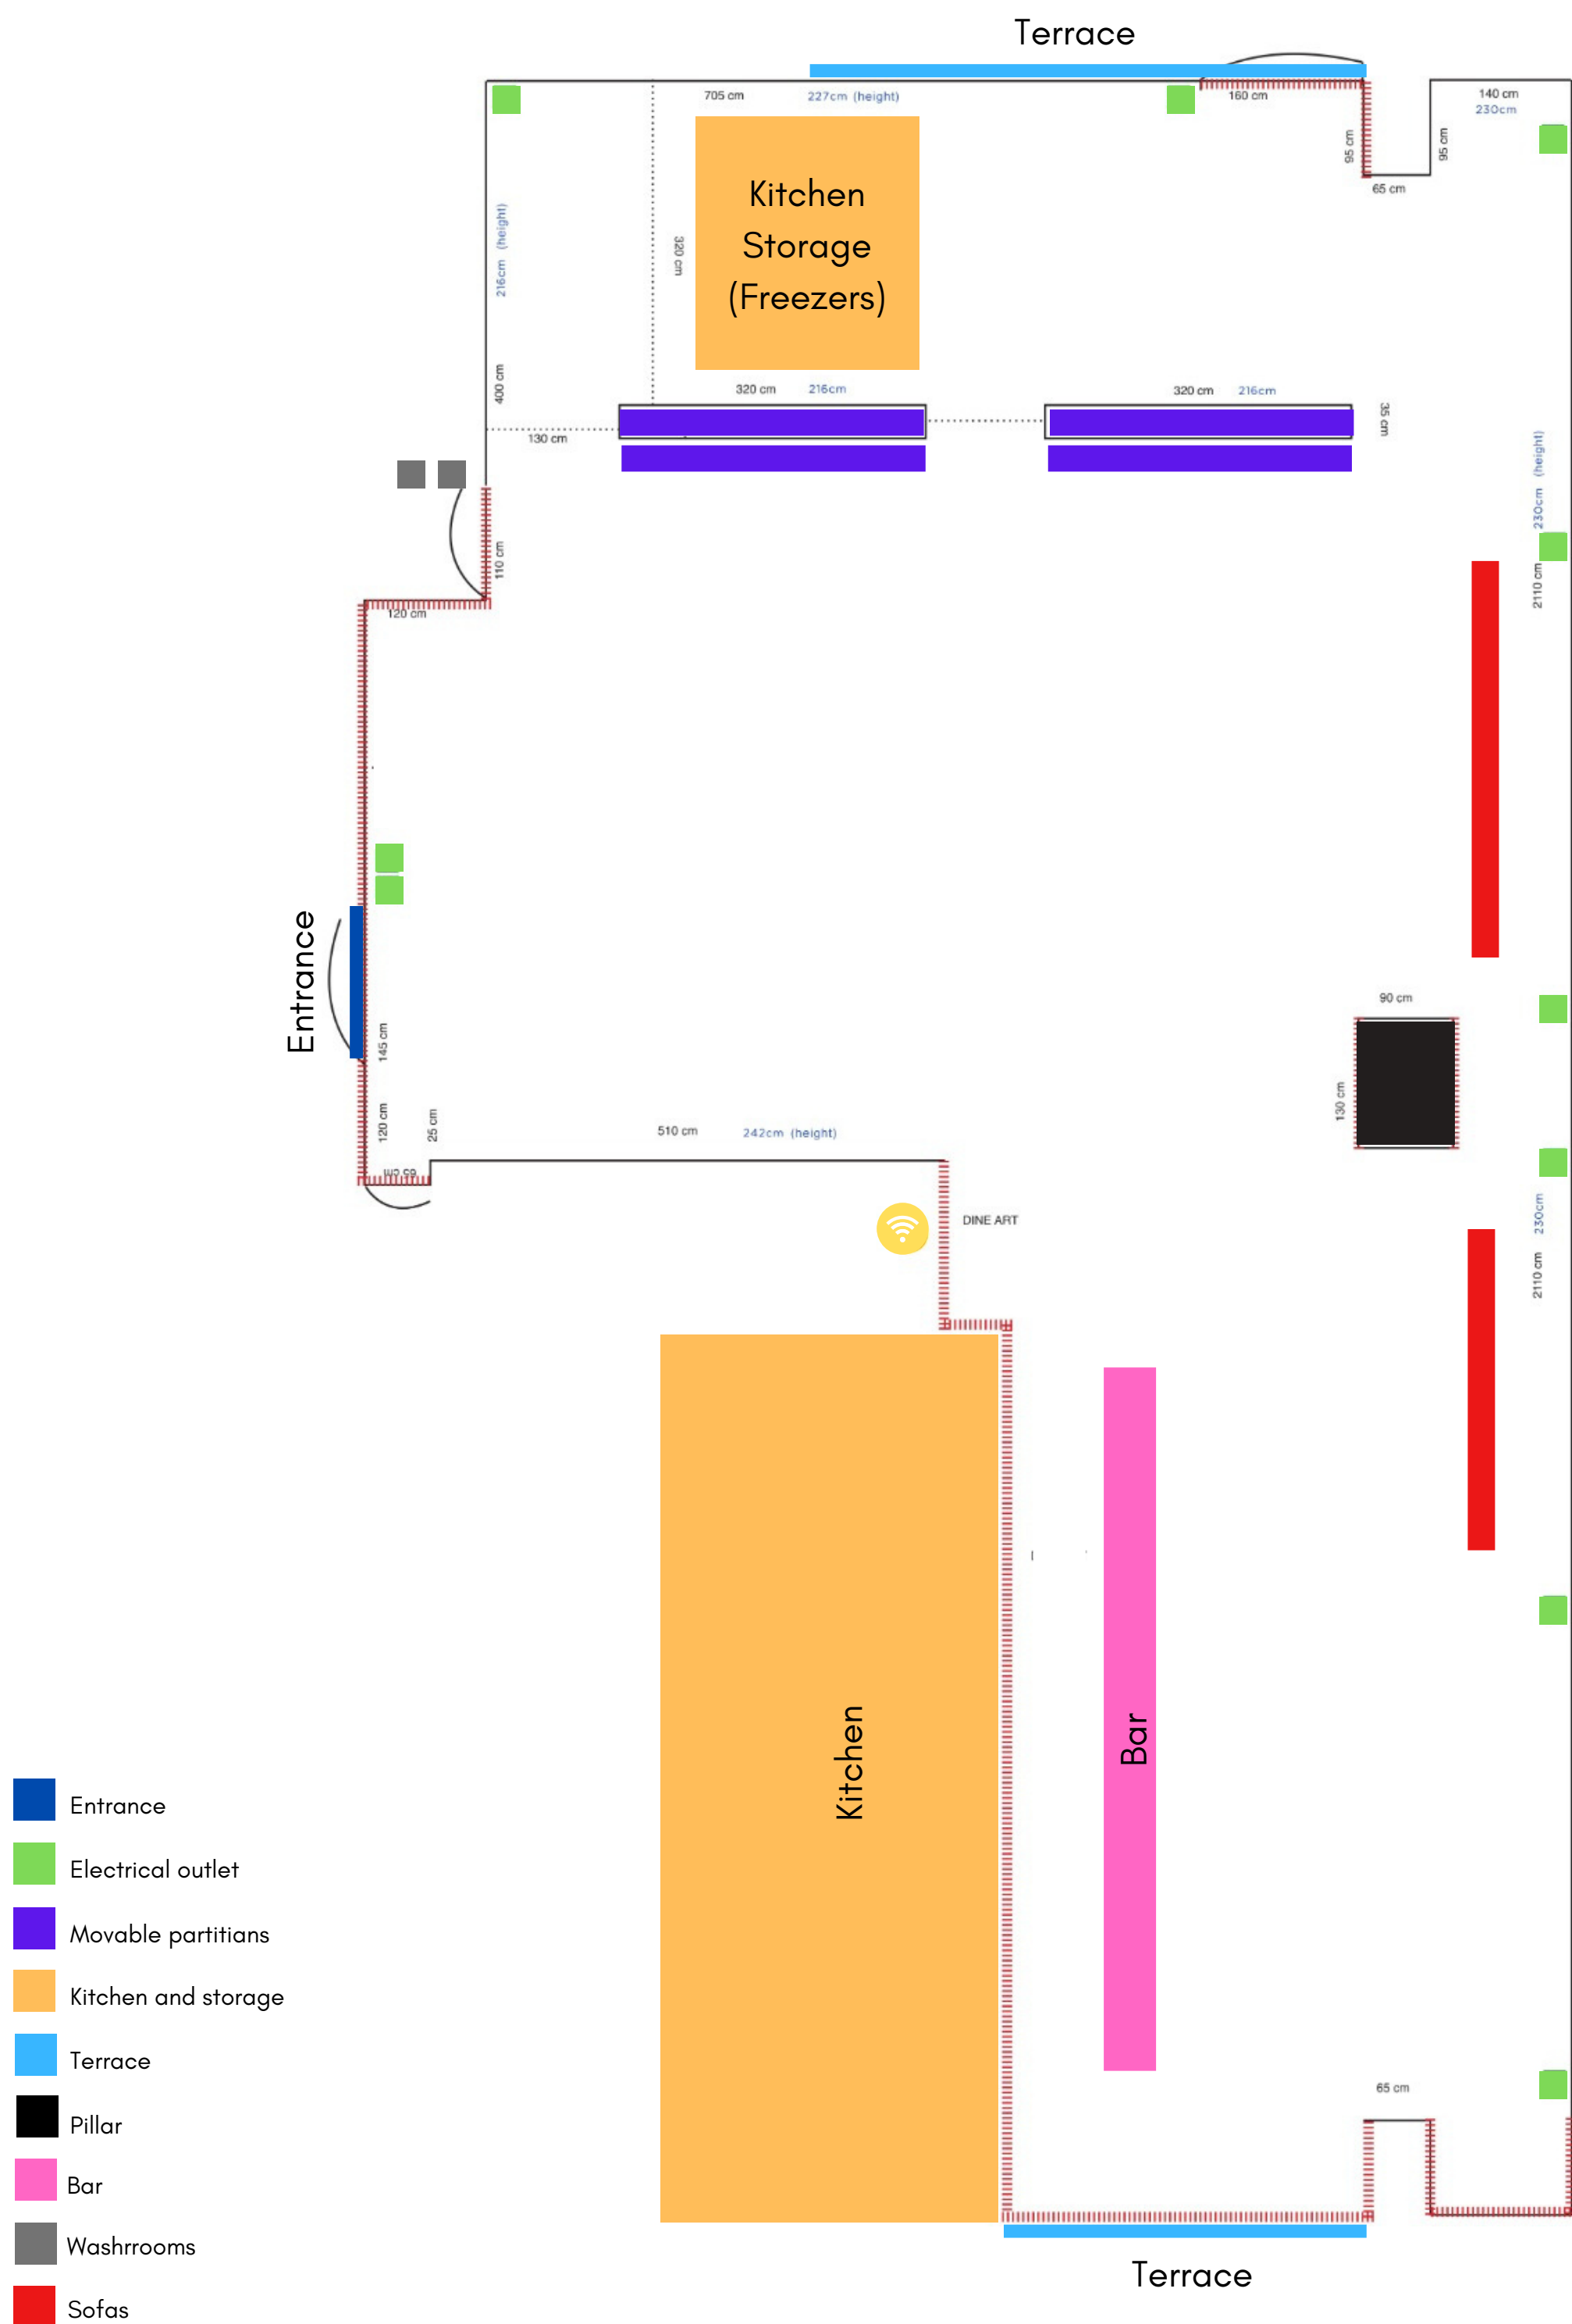 Terrace
705 cm
227cm (height)
160 cm
140 cm
230cm
95 cm
95 cm
65 cm
Kitchen
Storage
(Freezers)
216cm (height)
320 cm
400 cm
320 cm
216cm
320 cm
216cm
35 cm
130 cm
230cm (height)
2110 cm
110 cm
120 cm
Entrance
145 cm
120 cm
25 cm
65 cm
510 cm
242cm (height)
90 cm
130 cm
DINE ART
230cm
2110 cm
Kitchen
Bar
65 cm
Terrace
Entrance
Electrical outlet
Movable partitians
Kitchen and storage
Terrace
Pillar
Bar
Washrrooms
Sofas